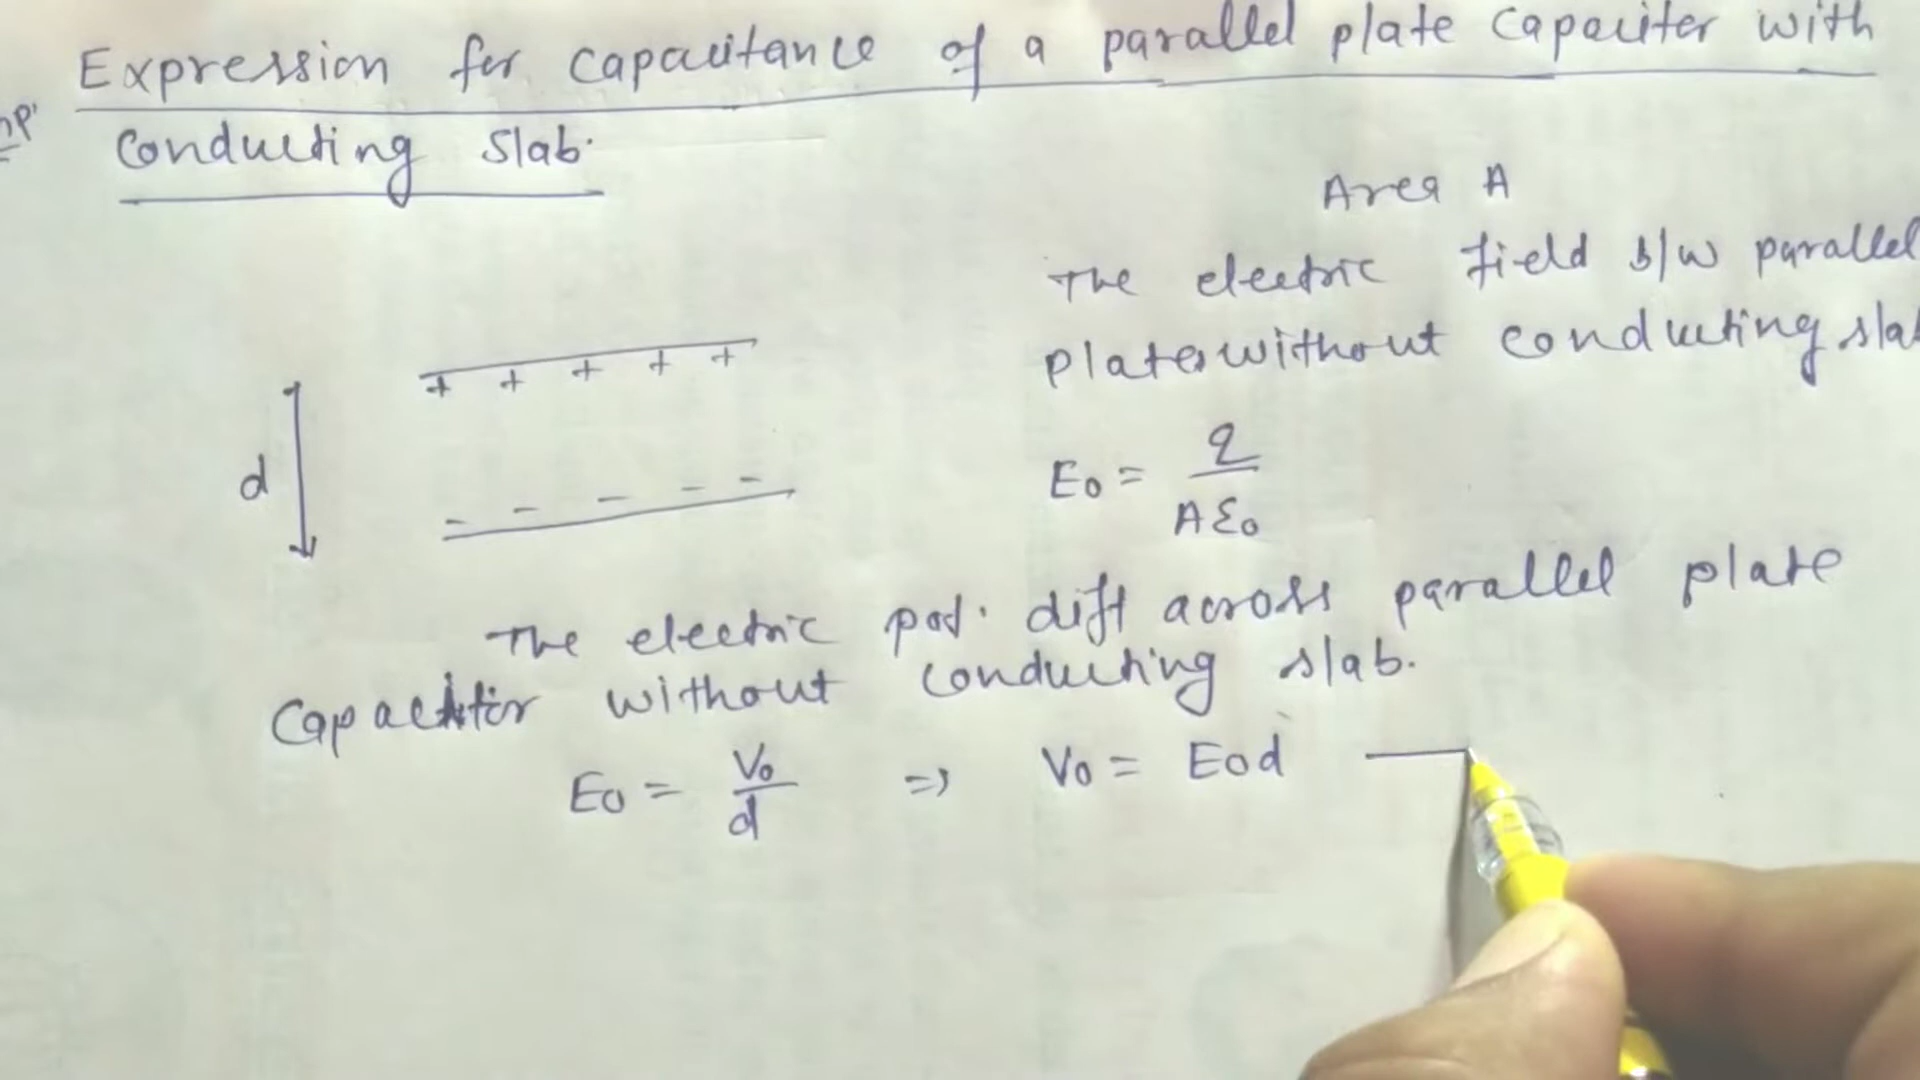 Expression for capacitance of a parallel plate capaciter with
Conducting Slab.
Area A
The electric field b/w parallel
plates without conducting slab
+ + + + +
d
- - - - -
E0 = q/Aε0
The electric pot. diff across parallel plate
Capacitor without conducting slab.
E0 = V0/d => V0 = E0d